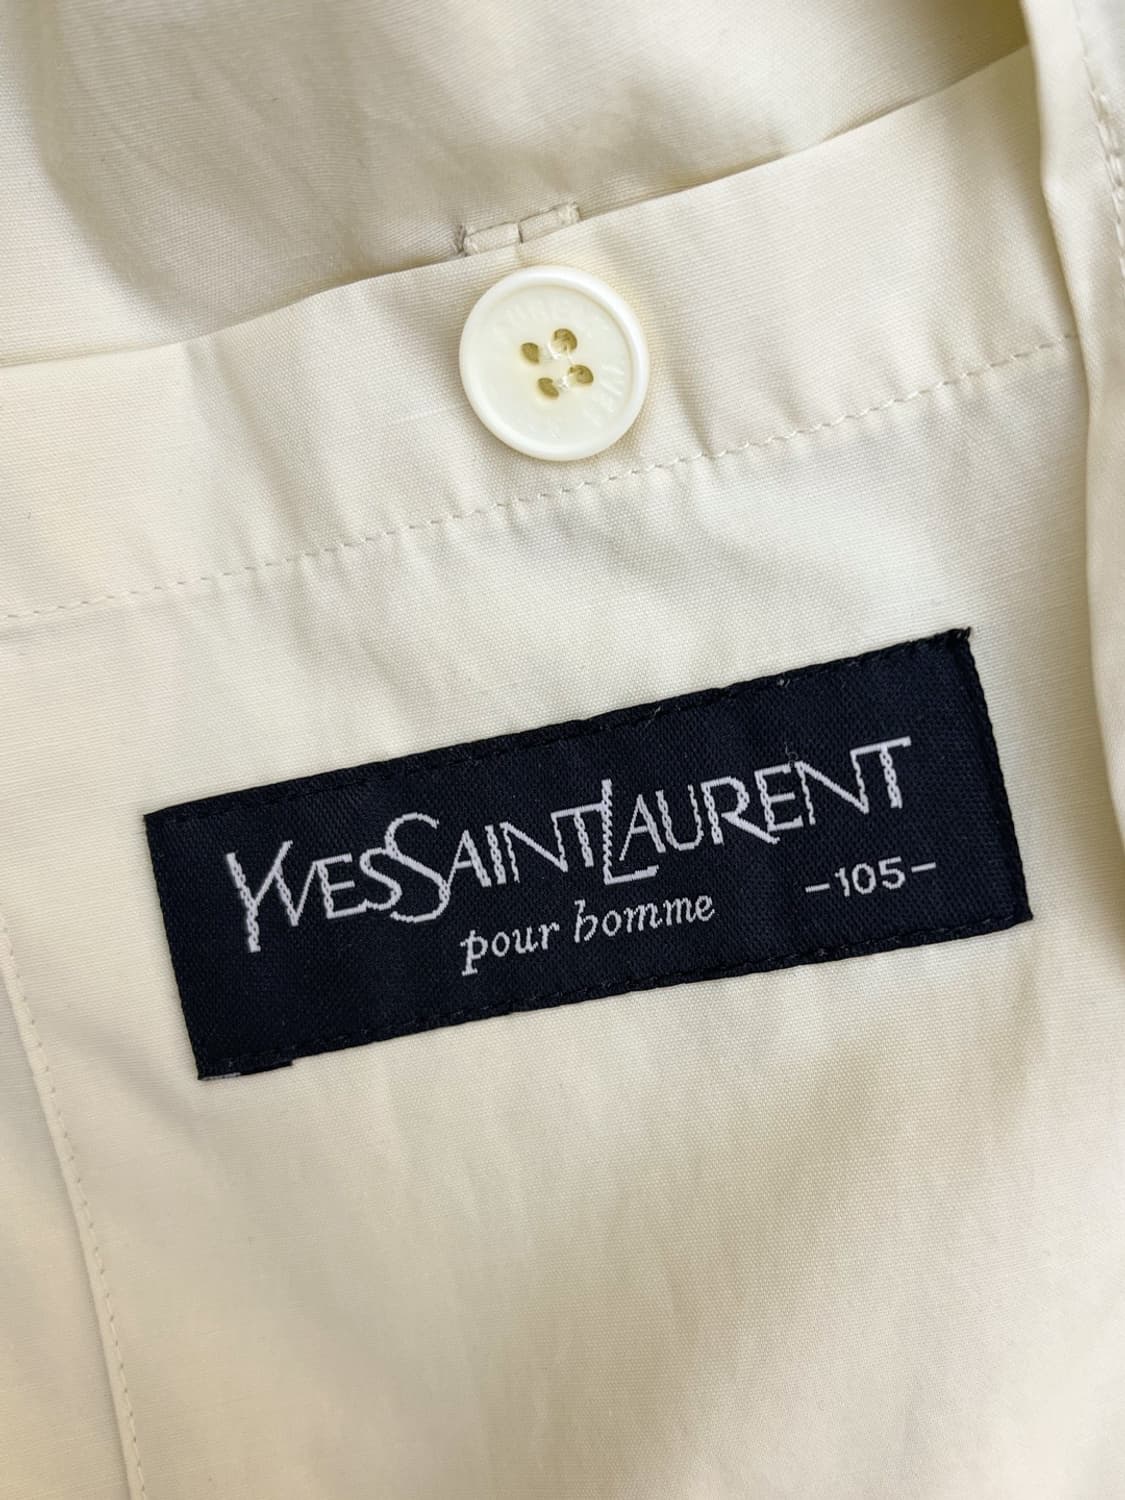 YVESSAINTLAURENT
pour homme
-105-